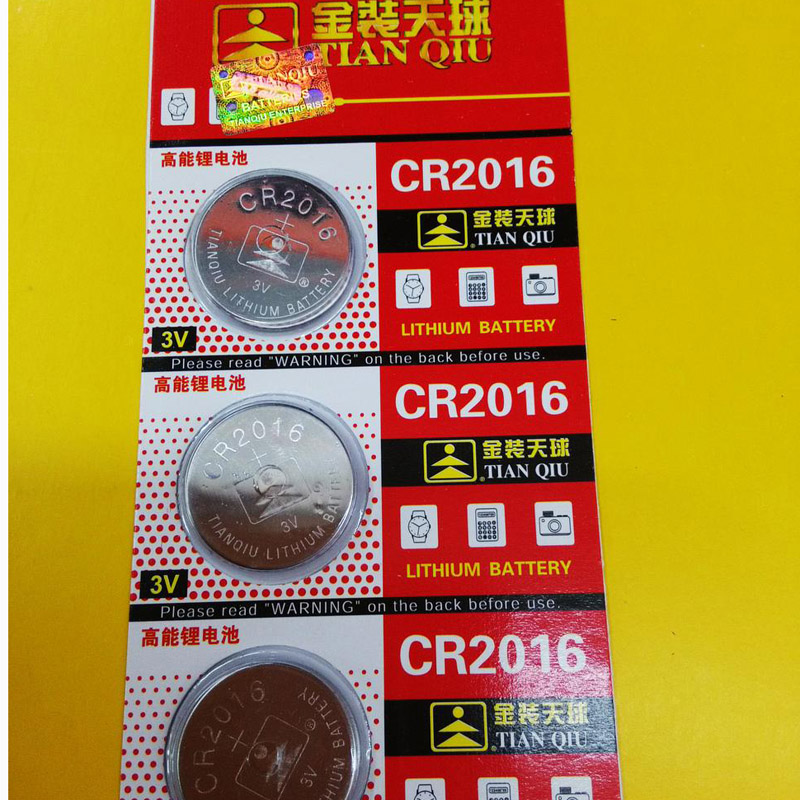 金裝天球
TIAN QIU
TIANQIU
BATTERIES
TIANQIU ENTERPRISE
高能锂电池
CR2016
CR2016
+
3V
®
TIANQIU LITHIUM BATTERY
金装天球
TIAN QIU
LITHIUM BATTERY
3V
Please read "WARNING" on the back before use.
高能锂电池
CR2016
CR2016
+
3V
TIANQIU LITHIUM BATTERY
金装天球
TIAN QIU
LITHIUM BATTERY
3V
Please read "WARNING" on the back before use.
高能锂电池
CR2016
CR2016
+
3V
®
LITHIUM BATTERY
金装天球
TIAN QIU